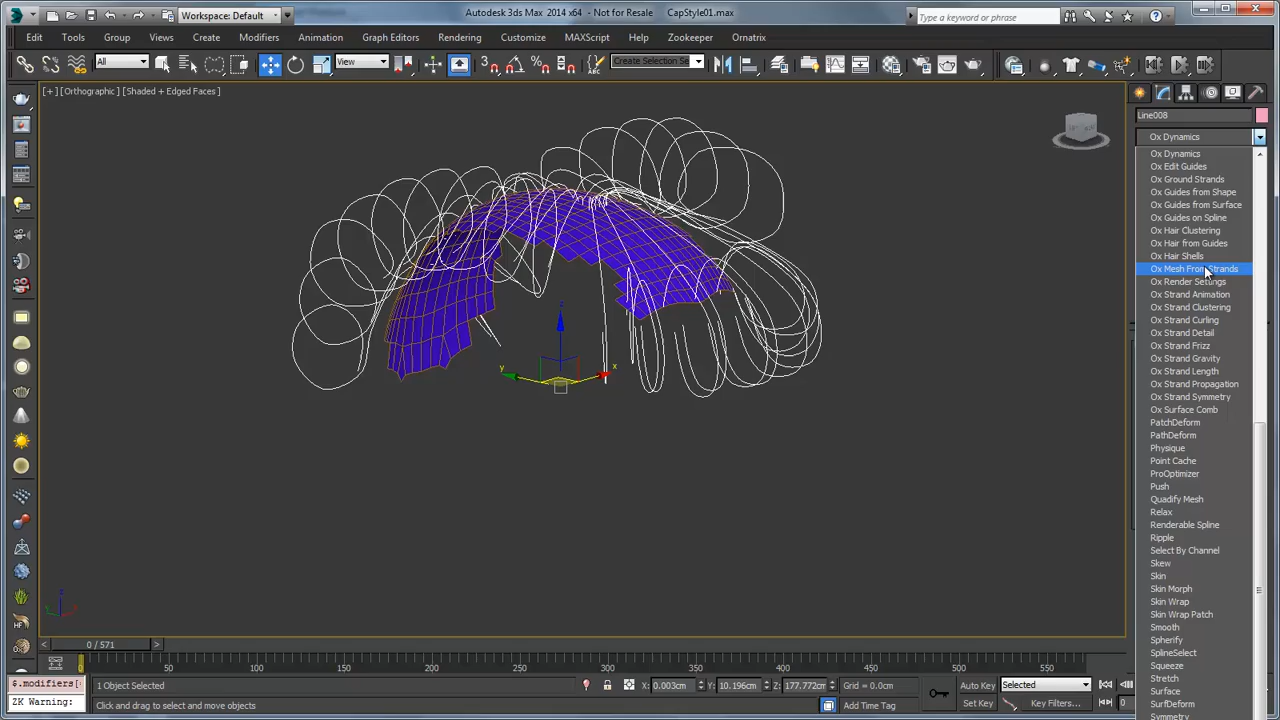 Workspace: Default
Autodesk 3ds Max 2014 x64 - Not for Resale CapStyle01.max
Type a keyword or phrase
Edit Tools Group Views Create Modifiers Animation Graph Editors Rendering Customize MAXScript Help Zookeeper Ornatrix
All
View
Create Selection Se
[+] [Orthographic] [Shaded + Edged Faces]
Line008
Ox Dynamics
Ox Dynamics
Ox Edit Guides
Ox Ground Strands
Ox Guides from Shape
Ox Guides from Surface
Ox Guides on Spline
Ox Hair Clustering
Ox Hair from Guides
Ox Hair Shells
Ox Mesh From Strands
Ox Render Settings
Ox Strand Animation
Ox Strand Clustering
Ox Strand Curling
Ox Strand Detail
Ox Strand Frizz
Ox Strand Gravity
Ox Strand Length
Ox Strand Propagation
Ox Strand Symmetry
Ox Surface Comb
PatchDeform
PathDeform
Physique
Point Cache
ProOptimizer
Push
Quadify Mesh
Relax
Renderable Spline
Ripple
Select By Channel
Skew
Skin
Skin Morph
Skin Wrap
Skin Wrap Patch
Smooth
Spherify
SplineSelect
Squeeze
Stretch
Surface
SurfDeform
Symmetry
z
y
x
z
0 / 571
0 50 100 150 200 250 300 350 400 450 500 550
$.modifiers[
1 Object Selected
X: 0.003cm Y: 10.196cm Z: 177.772cm Grid = 0.0cm
Auto Key
Selected
ZK Warning:
Click and drag to select and move objects
Add Time Tag
Set Key
Key Filters...
0